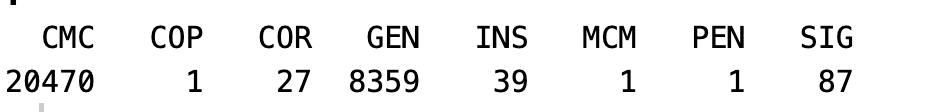 CMC COP COR GEN INS MCM PEN SIG
20470 1 27 8359 39 1 1 87